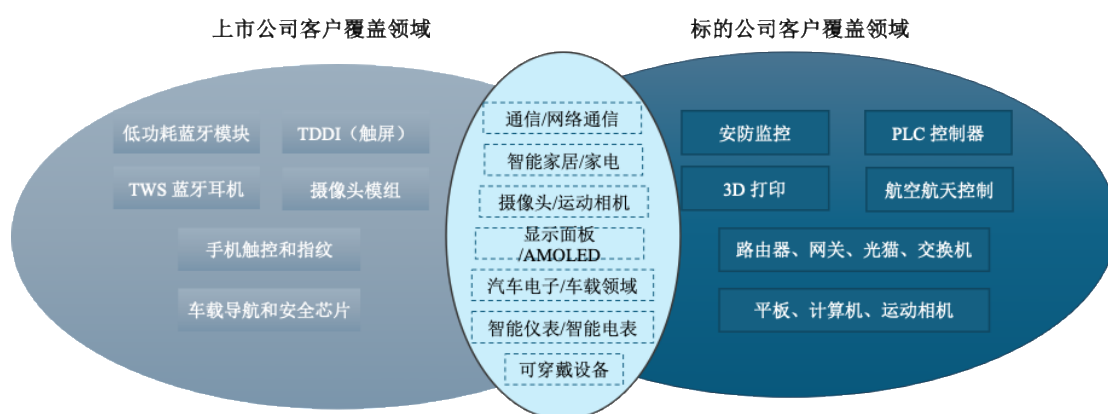 上市公司客户覆盖领域
标的公司客户覆盖领域
低功耗蓝牙模块
TDDI（触屏）
TWS 蓝牙耳机
摄像头模组
手机触控和指纹
车载导航和安全芯片
通信/网络通信
智能家居/家电
摄像头/运动相机
显示面板
/AMOLED
汽车电子/车载领域
智能仪表/智能电表
可穿戴设备
安防监控
PLC 控制器
3D 打印
航空航天控制
路由器、网关、光猫、交换机
平板、计算机、运动相机